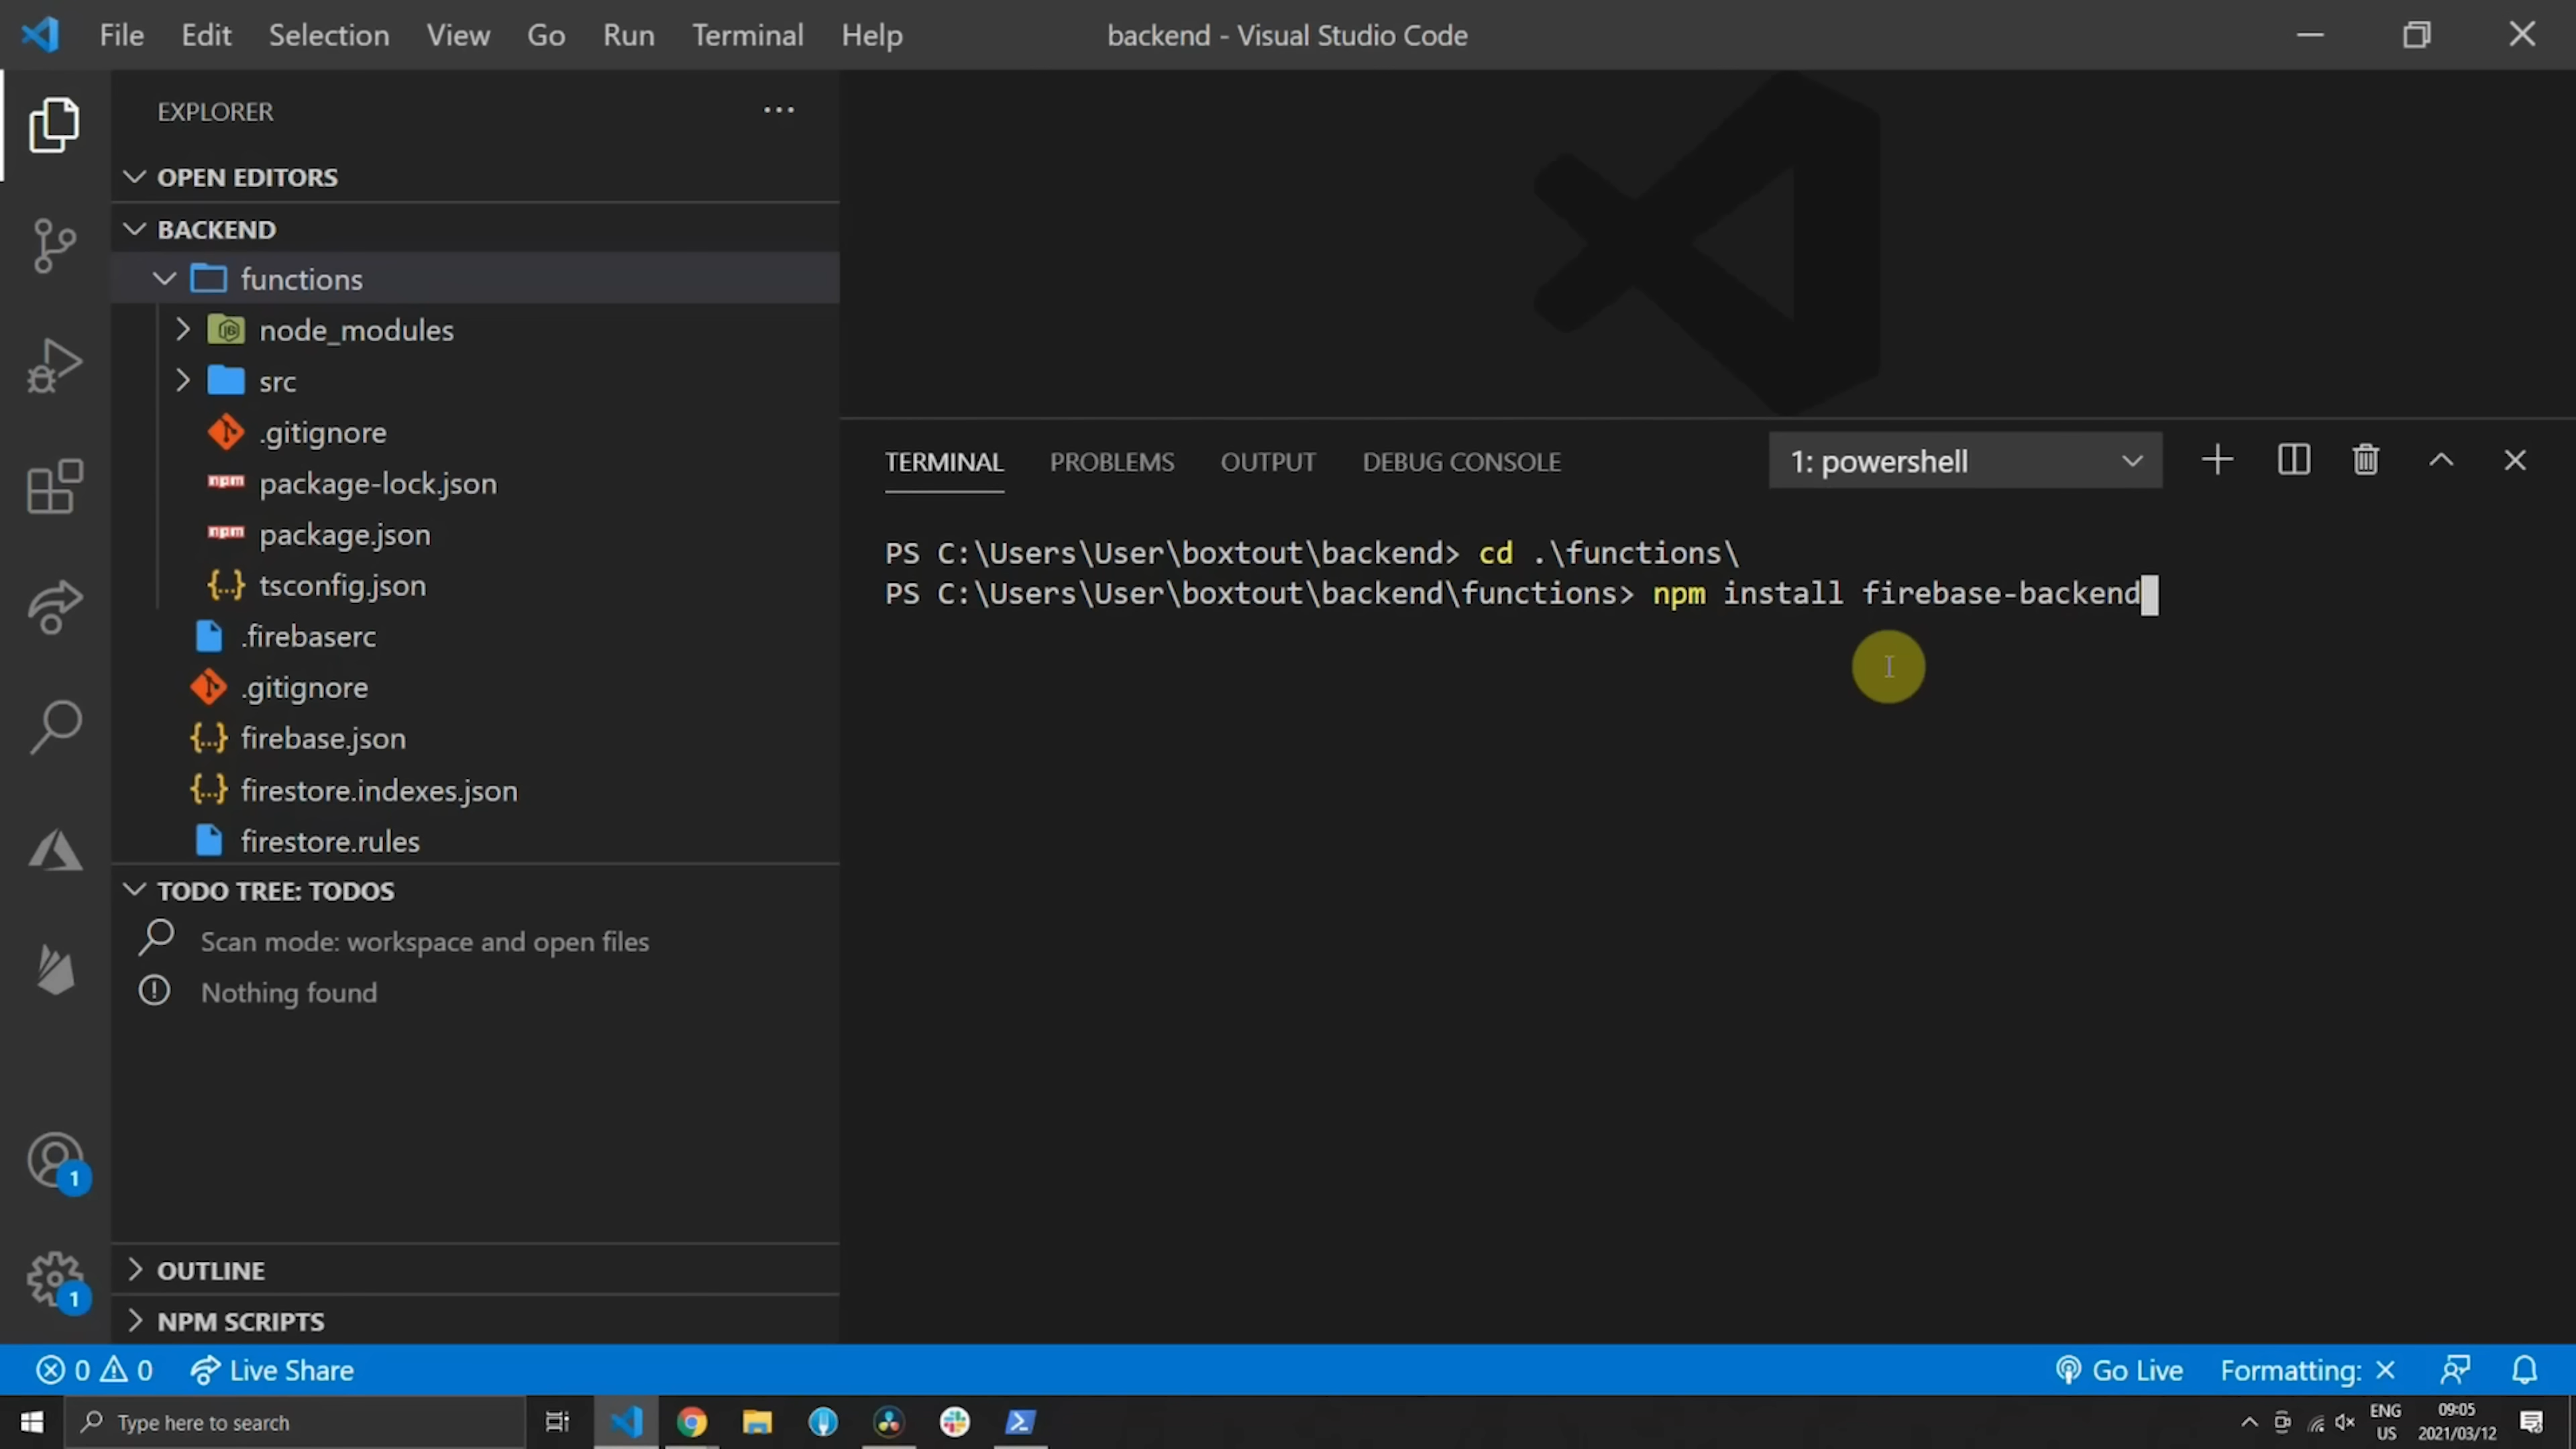 File Edit Selection View Go Run Terminal Help
backend - Visual Studio Code
EXPLORER
OPEN EDITORS
BACKEND
functions
node_modules
src
.gitignore
package-lock.json
package.json
tsconfig.json
.firebaserc
.gitignore
firebase.json
firestore.indexes.json
firestore.rules
TODO TREE: TODOS
Scan mode: workspace and open files
Nothing found
OUTLINE
NPM SCRIPTS
TERMINAL PROBLEMS OUTPUT DEBUG CONSOLE
1: powershell
PS C:\Users\User\boxtout\backend> cd .\functions\
PS C:\Users\User\boxtout\backend\functions> npm install firebase-backend
1
1
0 0 Live Share
Go Live Formatting: X
Type here to search
ENG
US
09:05
2021/03/12